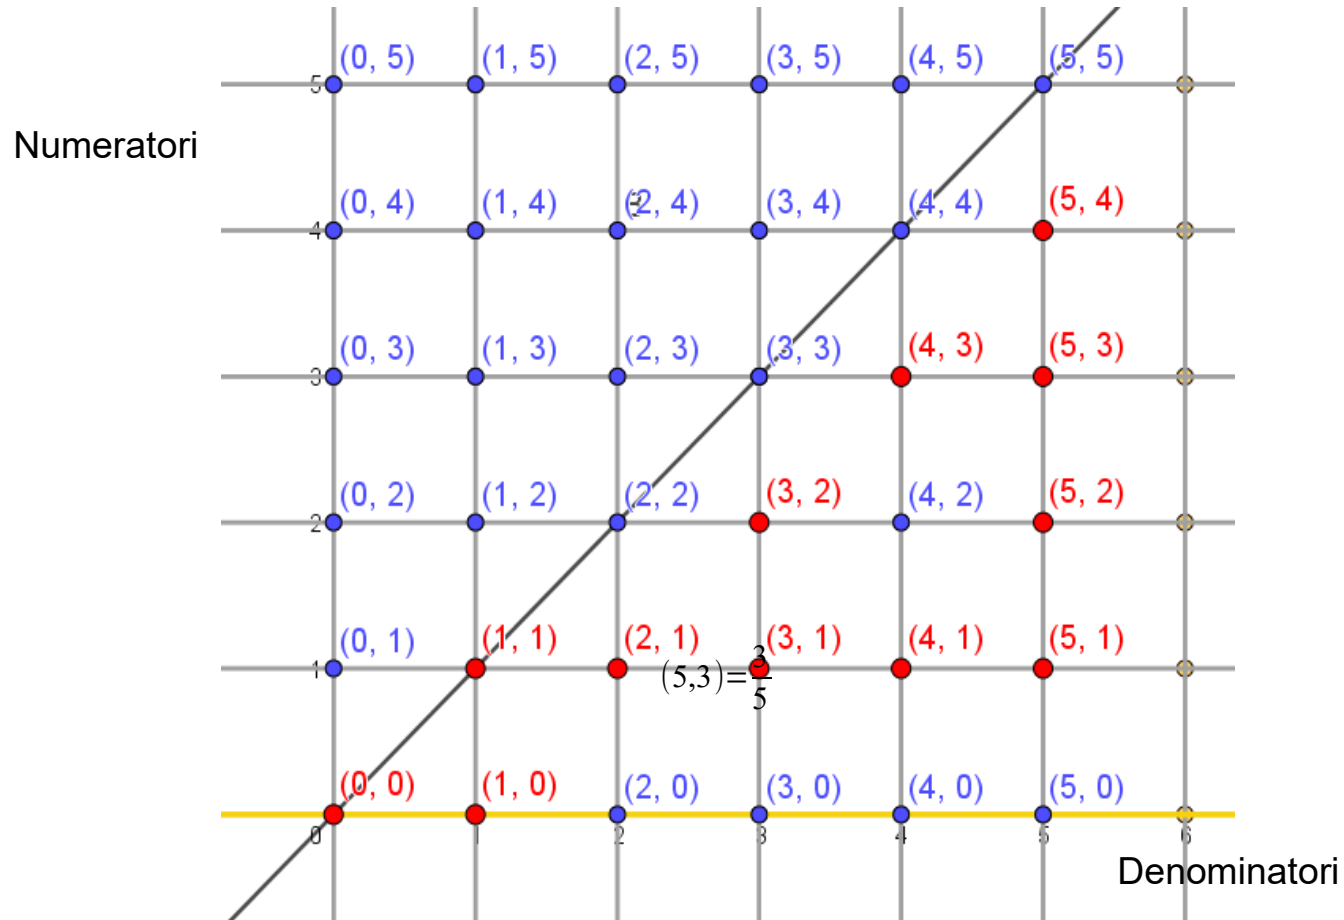 (0, 5) (1, 5) (2, 5) (3, 5) (4, 5) (5, 5)
5
Numeratori
(0, 4) (1, 4) (2, 4) (3, 4) (4, 4) (5, 4)
4
(0, 3) (1, 3) (2, 3) (3, 3) (4, 3) (5, 3)
3
(0, 2) (1, 2) (2, 2) (3, 2) (4, 2) (5, 2)
2
(0, 1) (1, 1) (2, 1) (3, 1) (4, 1) (5, 1)
1
(5,3)=3/5
(0, 0) (1, 0) (2, 0) (3, 0) (4, 0) (5, 0)
0 1 2 3 4 5 6
Denominatori